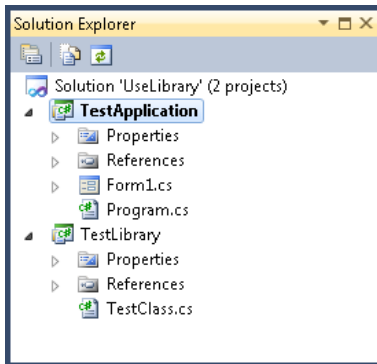 Solution Explorer
Solution 'UseLibrary' (2 projects)
TestApplication
Properties
References
Form1.cs
Program.cs
TestLibrary
Properties
References
TestClass.cs